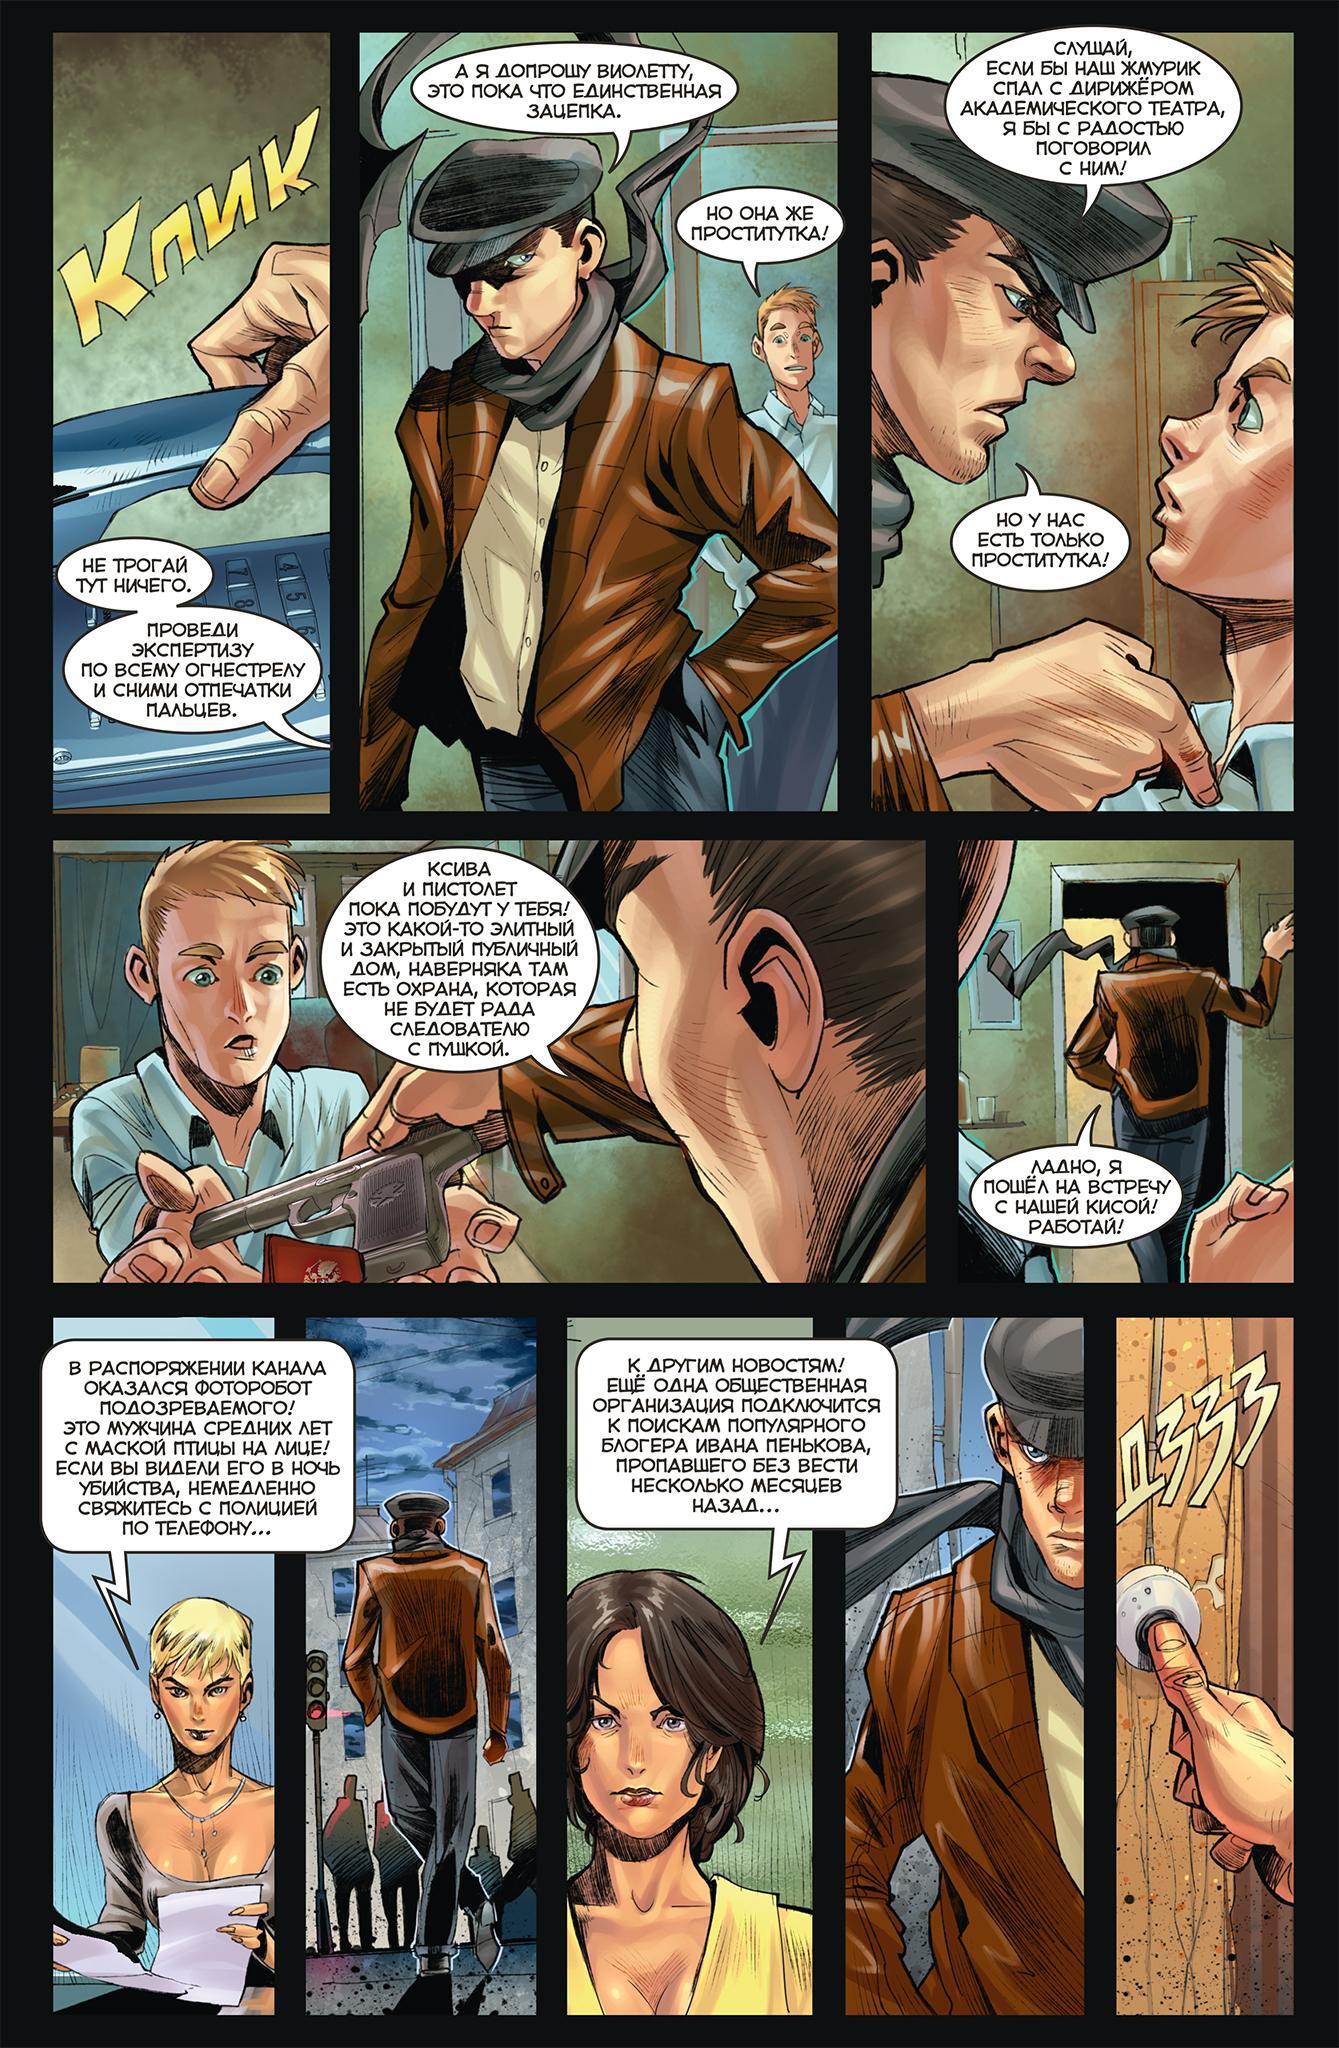 Клик
НЕ ТРОГАЙ
ТУТ НИЧЕГО.
ПРОВЕДИ
ЭКСПЕРТИЗУ
ПО ВСЕМУ ОГНЕСТРЕЛУ
И СНИМИ ОТПЕЧАТКИ
ПАЛЬЦЕВ.
7
8
4
5
6
А Я ДОПРОШУ ВИОЛЕТТУ,
ЭТО ПОКА ЧТО ЕДИНСТВЕННАЯ
ЗАЦЕПКА.
НО ОНА ЖЕ
ПРОСТИТУТКА!
СЛУШАЙ,
ЕСЛИ БЫ НАШ ЖМУРИК
СПАЛ С ДИРИЖЁРОМ
АКАДЕМИЧЕСКОГО ТЕАТРА,
Я БЫ С РАДОСТЬЮ
ПОГОВОРИЛ
С НИМ!
НО У НАС
ЕСТЬ ТОЛЬКО
ПРОСТИТУТКА!
КСИВА
И ПИСТОЛЕТ
ПОКА ПОБУДУТ У ТЕБЯ!
ЭТО КАКОЙ-ТО ЭЛИТНЫЙ
И ЗАКРЫТЫЙ ПУБЛИЧНЫЙ
ДОМ, НАВЕРНЯКА ТАМ
ЕСТЬ ОХРАНА, КОТОРАЯ
НЕ БУДЕТ РАДА
СЛЕДОВАТЕЛЮ
С ПУШКОЙ.
ЛАДНО, Я
ПОШЁЛ НА ВСТРЕЧУ
С НАШЕЙ КИСОЙ!
РАБОТАЙ!
В РАСПОРЯЖЕНИИ КАНАЛА
ОКАЗАЛСЯ ФОТОРОБОТ
ПОДОЗРЕВАЕМОГО!
ЭТО МУЖЧИНА СРЕДНИХ ЛЕТ
С МАСКОЙ ПТИЦЫ НА ЛИЦЕ!
ЕСЛИ ВЫ ВИДЕЛИ ЕГО В НОЧЬ
УБИЙСТВА, НЕМЕДЛЕННО
СВЯЖИТЕСЬ С ПОЛИЦИЕЙ
ПО ТЕЛЕФОНУ...
К ДРУГИМ НОВОСТЯМ!
ЕЩЁ ОДНА ОБЩЕСТВЕННАЯ
ОРГАНИЗАЦИЯ ПОДКЛЮЧИТСЯ
К ПОИСКАМ ПОПУЛЯРНОГО
БЛОГЕРА ИВАНА ПЕНЬКОВА,
ПРОПАВШЕГО БЕЗ ВЕСТИ
НЕСКОЛЬКО МЕСЯЦЕВ
НАЗАД...
ДЗЗЗ